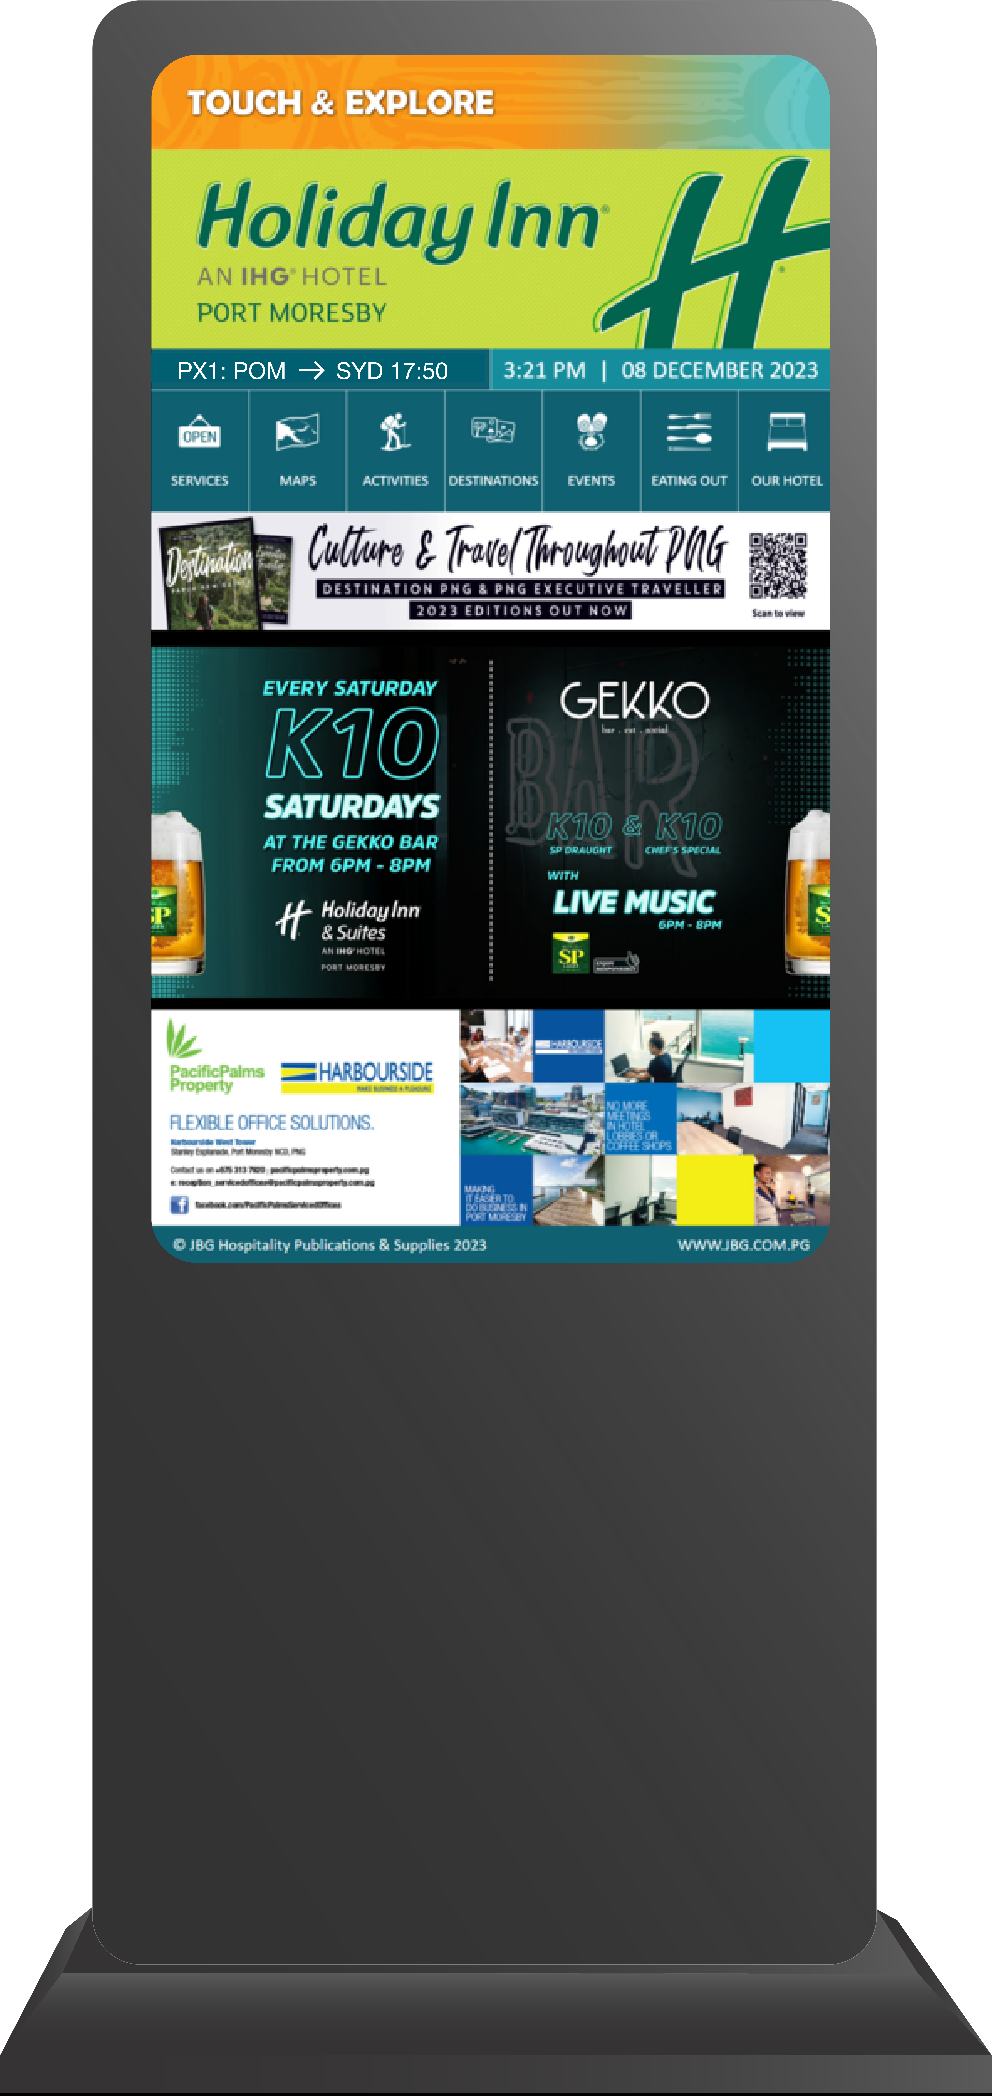 TOUCH & EXPLORE
Holiday Inn®
AN IHG® HOTEL
PORT MORESBY
PX1: POM → SYD 17:50
3:21 PM | 08 DECEMBER 2023
SERVICES
MAPS
ACTIVITIES
DESTINATIONS
EVENTS
EATING OUT
OUR HOTEL
OPEN
Destination
Culture & Travel Throughout PNG
DESTINATION PNG & PNG EXECUTIVE TRAVELLER
2023 EDITIONS OUT NOW
Scan to view
EVERY SATURDAY
K10
SATURDAYS
AT THE GEKKO BAR
FROM 6PM - 8PM
Holiday Inn
& Suites
AN IHG® HOTEL
PORT MORESBY
GEKKO
bar . eat . social
BAR
K10 & K10
SP DRAUGHT
CHEF'S SPECIAL
WITH
LIVE MUSIC
6PM - 8PM
SP
SP
SP
PacificPalms
Property
HARBOURSIDE
MAKE BUSINESS A PLEASURE
FLEXIBLE OFFICE SOLUTIONS.
Harbourside West Tower
Stanley Esplanade, Port Moresby NCD, PNG
Contact us on +675 313 7920 ; pacificpalmsproperty.com.pg
e: reception_servicedoffices@pacificpalmsproperty.com.pg
facebook.com/PacificPalmsServicedOffices
HARBOURSIDE
NO MORE
MEETINGS
IN HOTEL
LOBBIES OR
COFFEE SHOPS
MAKING
IT EASIER TO
DO BUSINESS IN
PORT MORESBY
© JBG Hospitality Publications & Supplies 2023
WWW.JBG.COM.PG